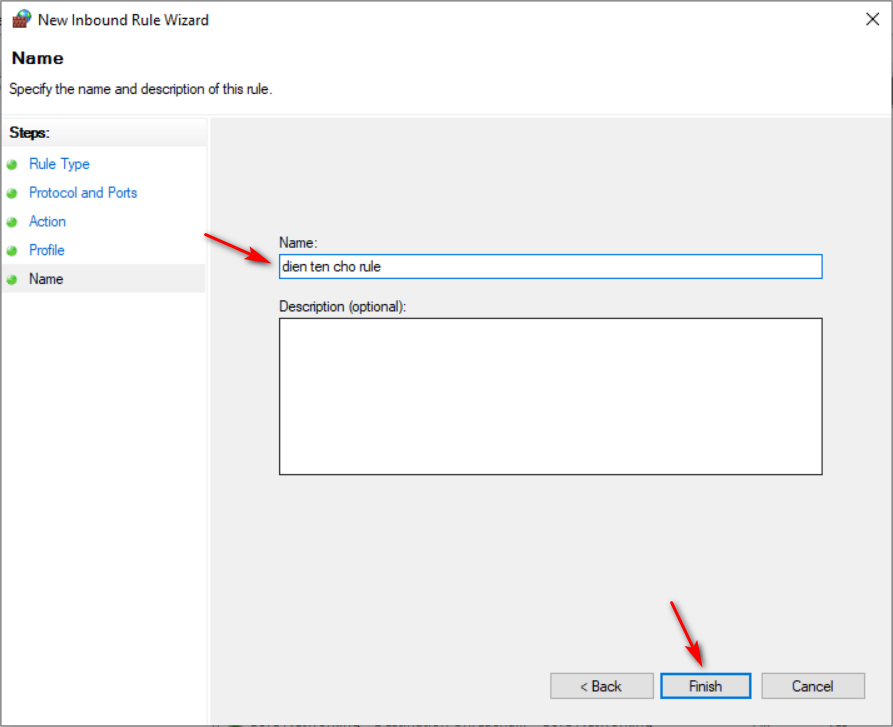 New Inbound Rule Wizard
Name
Specify the name and description of this rule.
Steps:
Rule Type
Protocol and Ports
Action
Profile
Name
Name:
dien ten cho rule
Description (optional):
< Back
Finish
Cancel